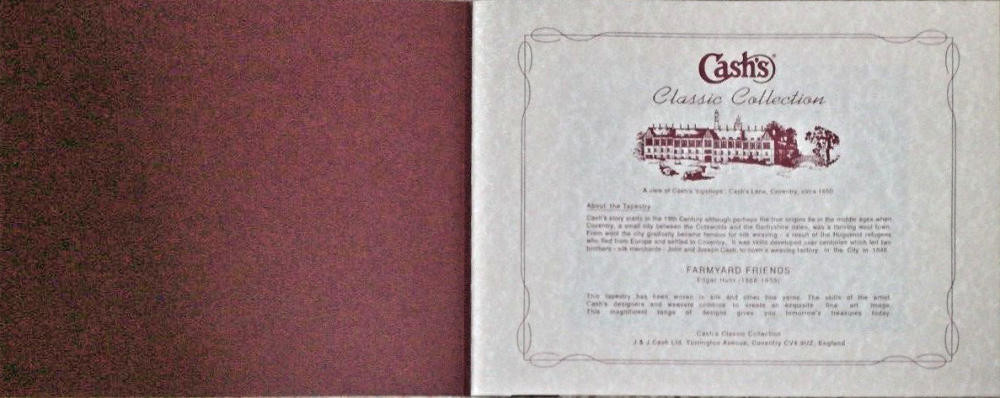 Cash's
Classic Collection
A view of Cash's 'topshops', Cash's Lane, Coventry, circa
About the Tapestry
Cash's story starts in the 19th Century although perhaps the true origins lie in the middle ages when
Coventry, a small city between the Cotswolds and the Derbyshire dales, was a thriving wool town.
From wool the city gradually became famous for silk weaving - a result of the Huguenot refugees
who fled from Europe and settled in Coventry. It was skills developed over centuries which led two
brothers - silk merchants - John and Joseph Cash, to open a weaving factory in the City in 1846.
FARMYARD FRIENDS
Edgar Hunt
This tapestry has been woven in silk and other fine yarns. The skills of the artist,
Cash's designers and weavers combine to create an exquisite fine art image.
This magnificent range of designs gives you tomorrow's treasures today.
Cash's Classic Collection
J & J Cash Ltd. Torrington Avenue, Coventry CV4 9UZ, England